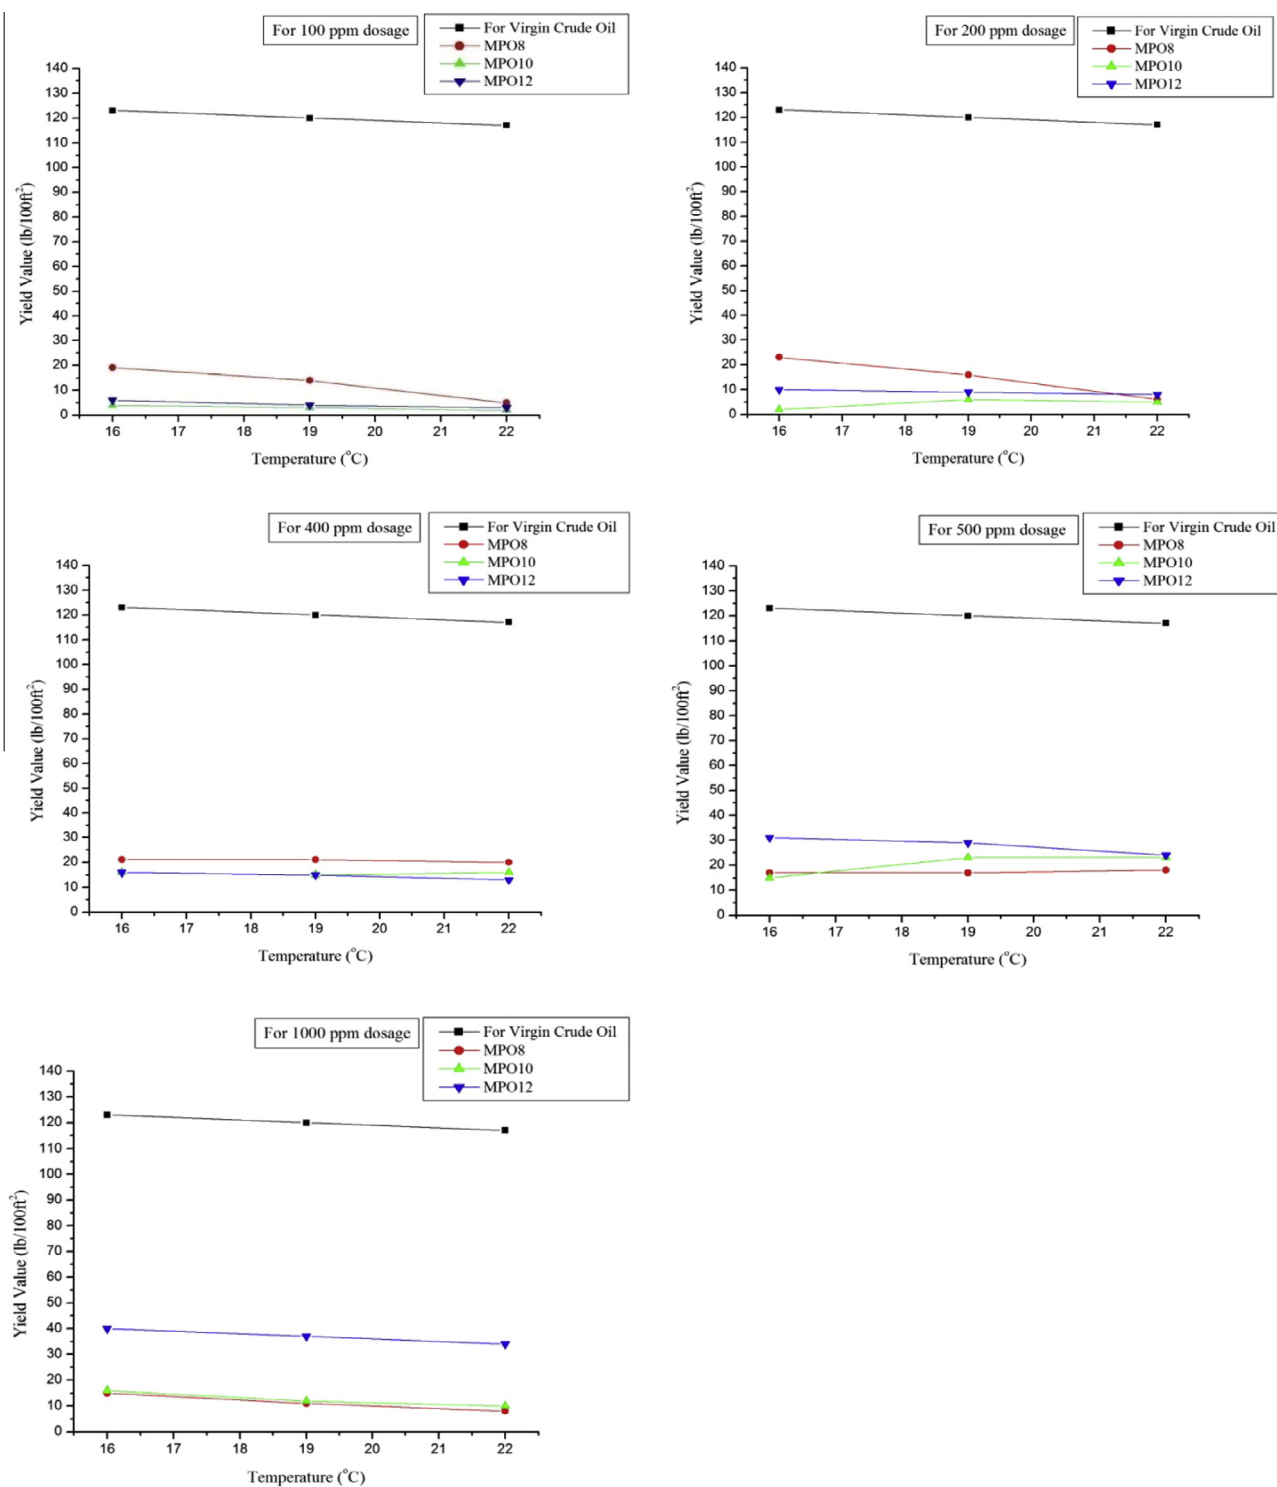 For 100 ppm dosage
For Virgin Crude Oil
MPO8
MPO10
MPO12
140
130
120
110
100
90
80
70
60
50
40
30
20
10
0
Yield Value (lb/100ft²)
16 17 18 19 20 21 22
Temperature (°C)
For 200 ppm dosage
For Virgin Crude Oil
MPO8
MPO10
MPO12
140
130
120
110
100
90
80
70
60
50
40
30
20
10
0
Yield Value (lb/100ft²)
16 17 18 19 20 21 22
Temperature (°C)
For 400 ppm dosage
For Virgin Crude Oil
MPO8
MPO10
MPO12
140
130
120
110
100
90
80
70
60
50
40
30
20
10
0
Yield Value (lb/100ft²)
16 17 18 19 20 21 22
Temperature (°C)
For 500 ppm dosage
For Virgin Crude Oil
MPO8
MPO10
MPO12
140
130
120
110
100
90
80
70
60
50
40
30
20
10
0
Yield Value (lb/100ft²)
16 17 18 19 20 21 22
Temperature (°C)
For 1000 ppm dosage
For Virgin Crude Oil
MPO8
MPO10
MPO12
140
130
120
110
100
90
80
70
60
50
40
30
20
10
0
Yield Value (lb/100ft²)
16 17 18 19 20 21 22
Temperature (°C)